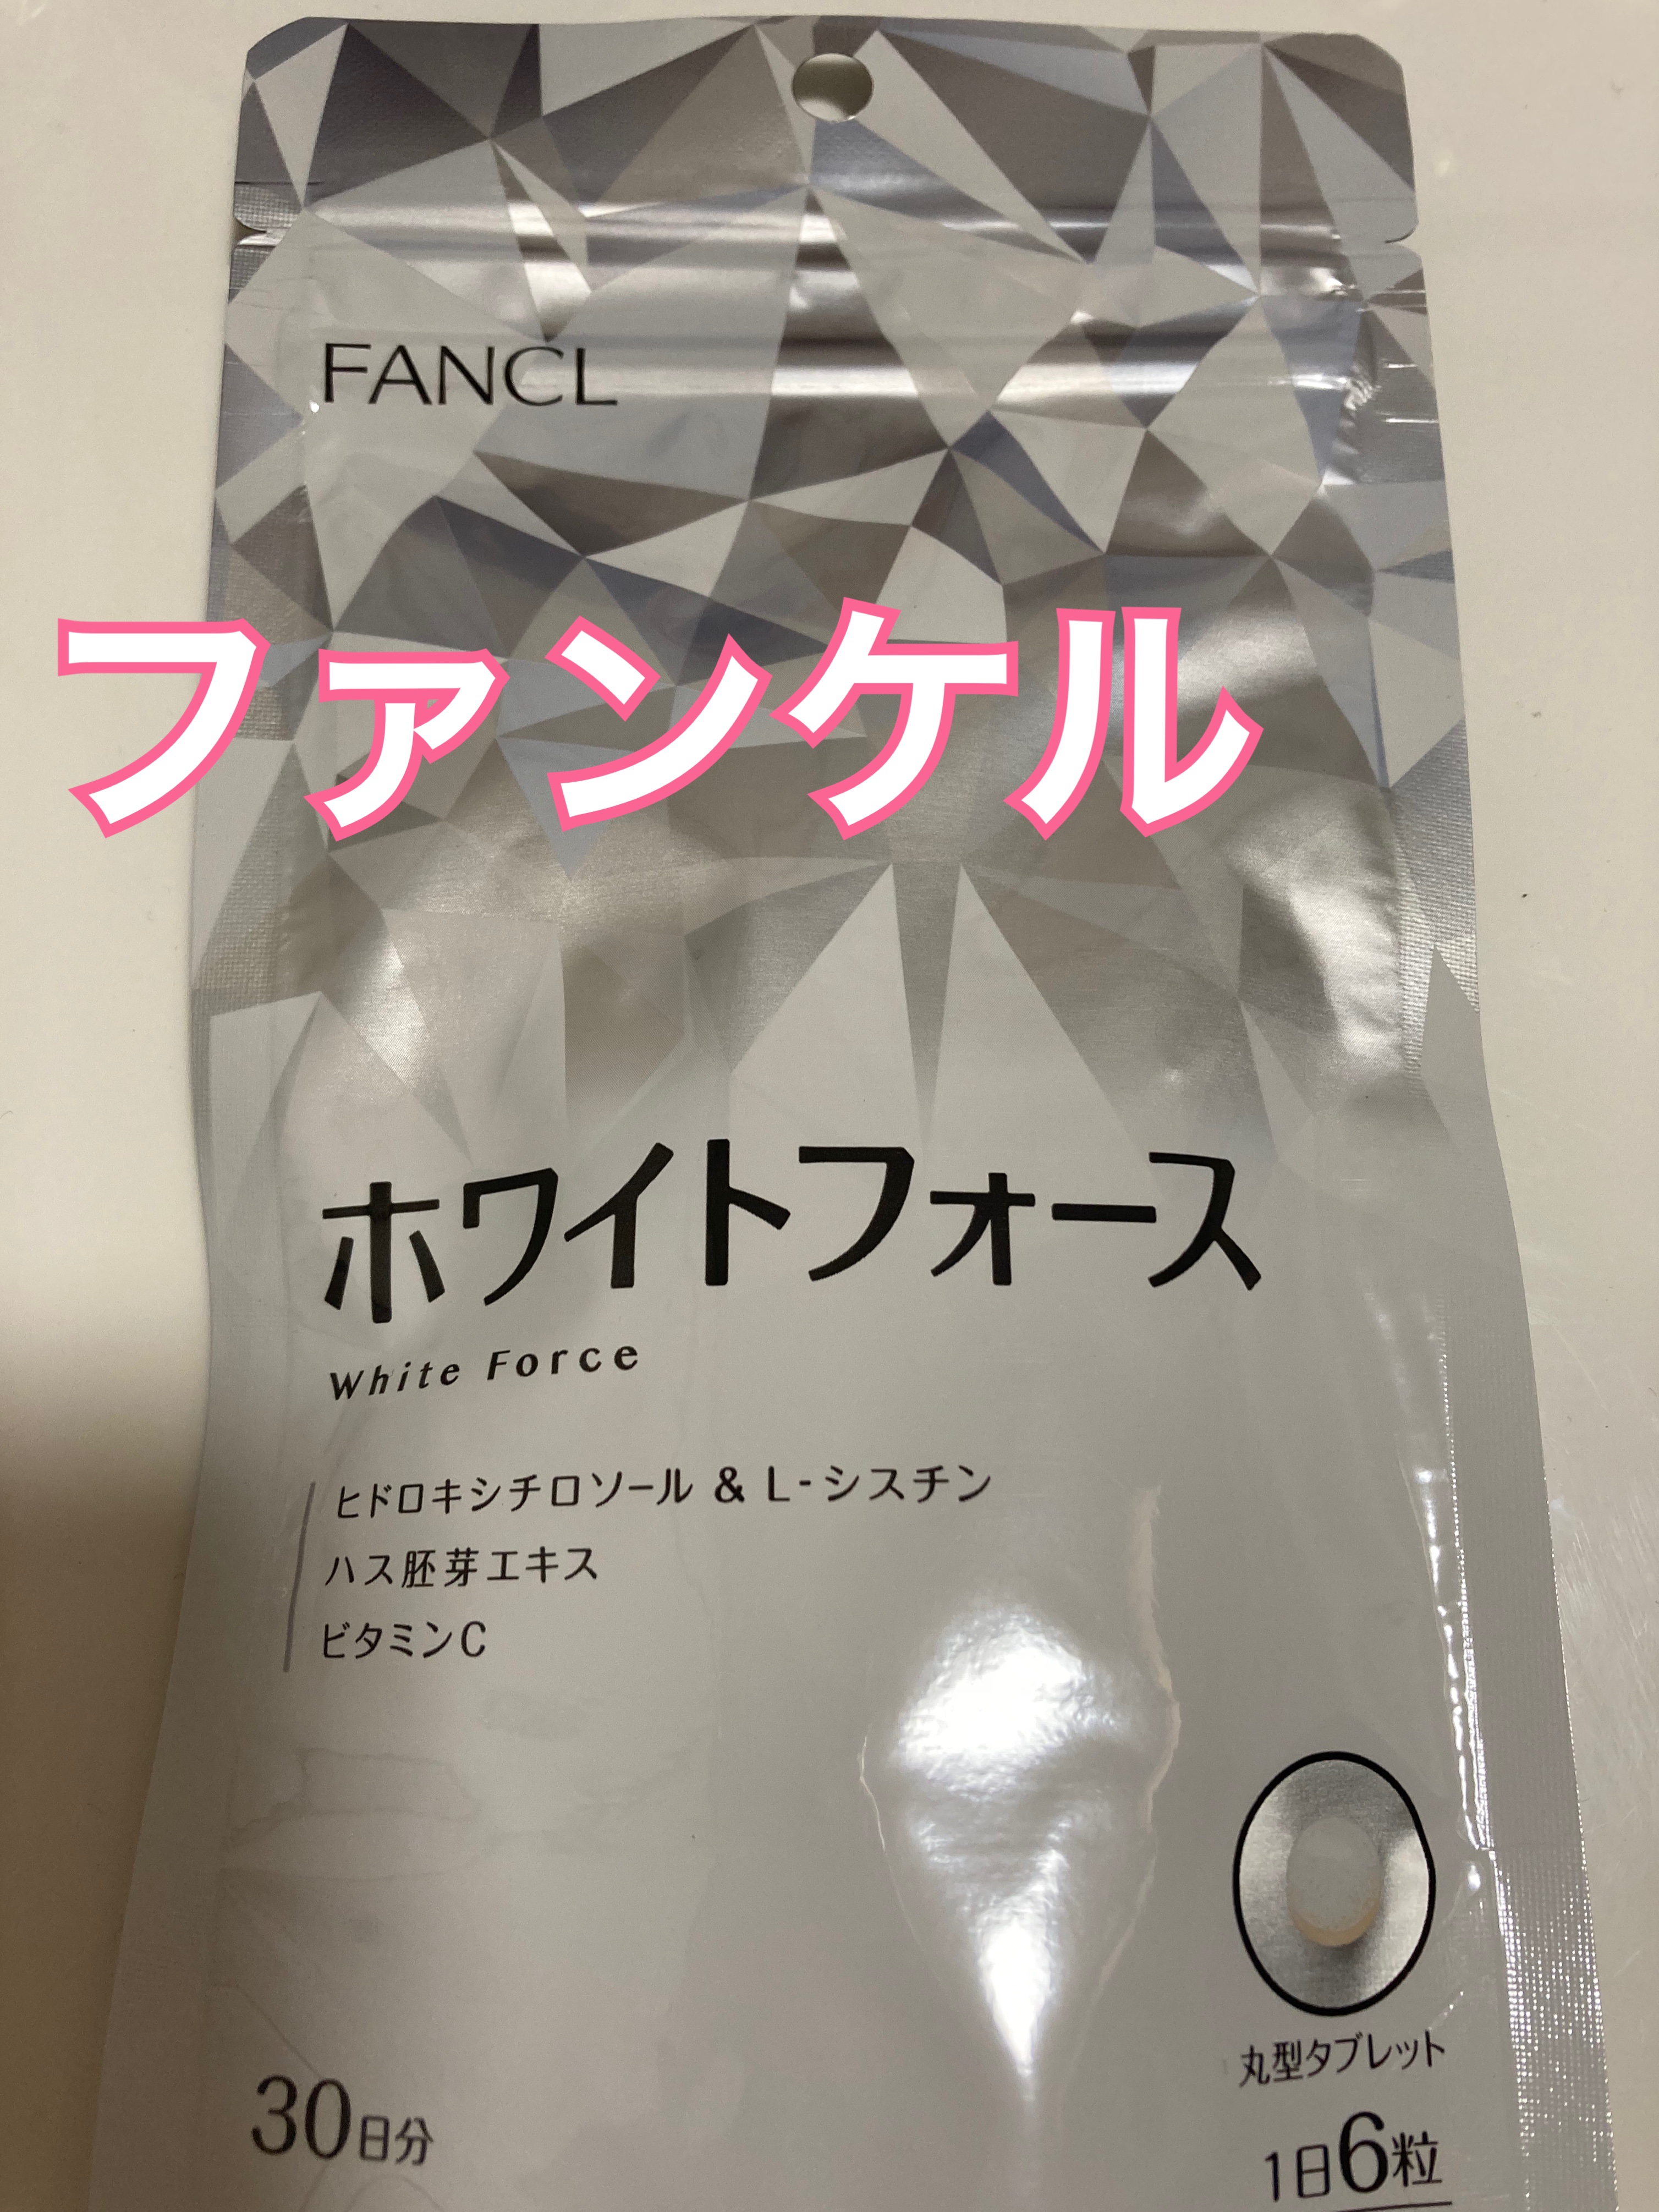 FANCL
ファンケル
ホワイトフォース
White Force
ヒドロキシチロソール & L-シスチン
ハス胚芽エキス
ビタミンC
丸型タブレット
30日分
1日6粒